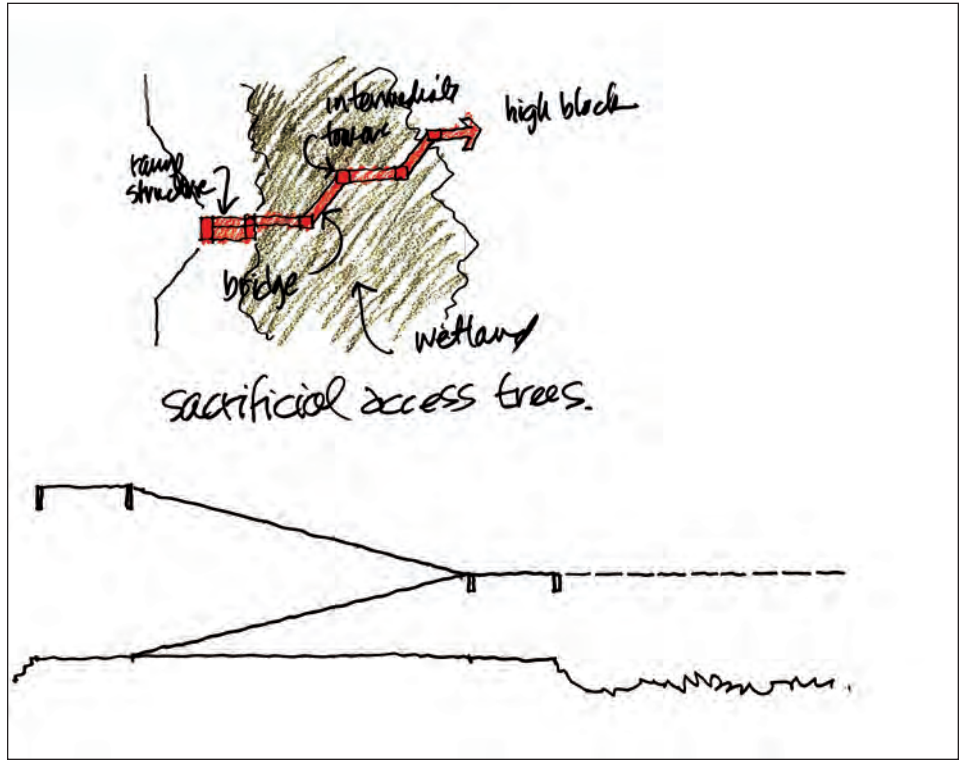 intermediate
tower
high block
ramp
structure
bridge
wetland
sacrificial access trees.